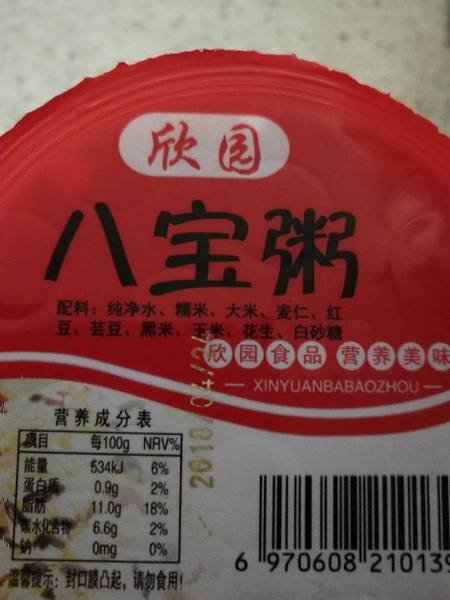 欣园
八宝粥
配料：纯净水、糯米、大米、麦仁、红
豆、芸豆、黑米、玉米、花生、白砂糖
欣园食品 营养美味
XINYUANBABAOZHOU
营养成分表
项目 每100g NRV%
能量 534kJ 6%
蛋白质 0.9g 2%
脂肪 11.0g 18%
碳水化合物 6.6g 2%
钠 0mg 0%
温馨提示：封口膜凸起，请勿食用！
6 970608 210139